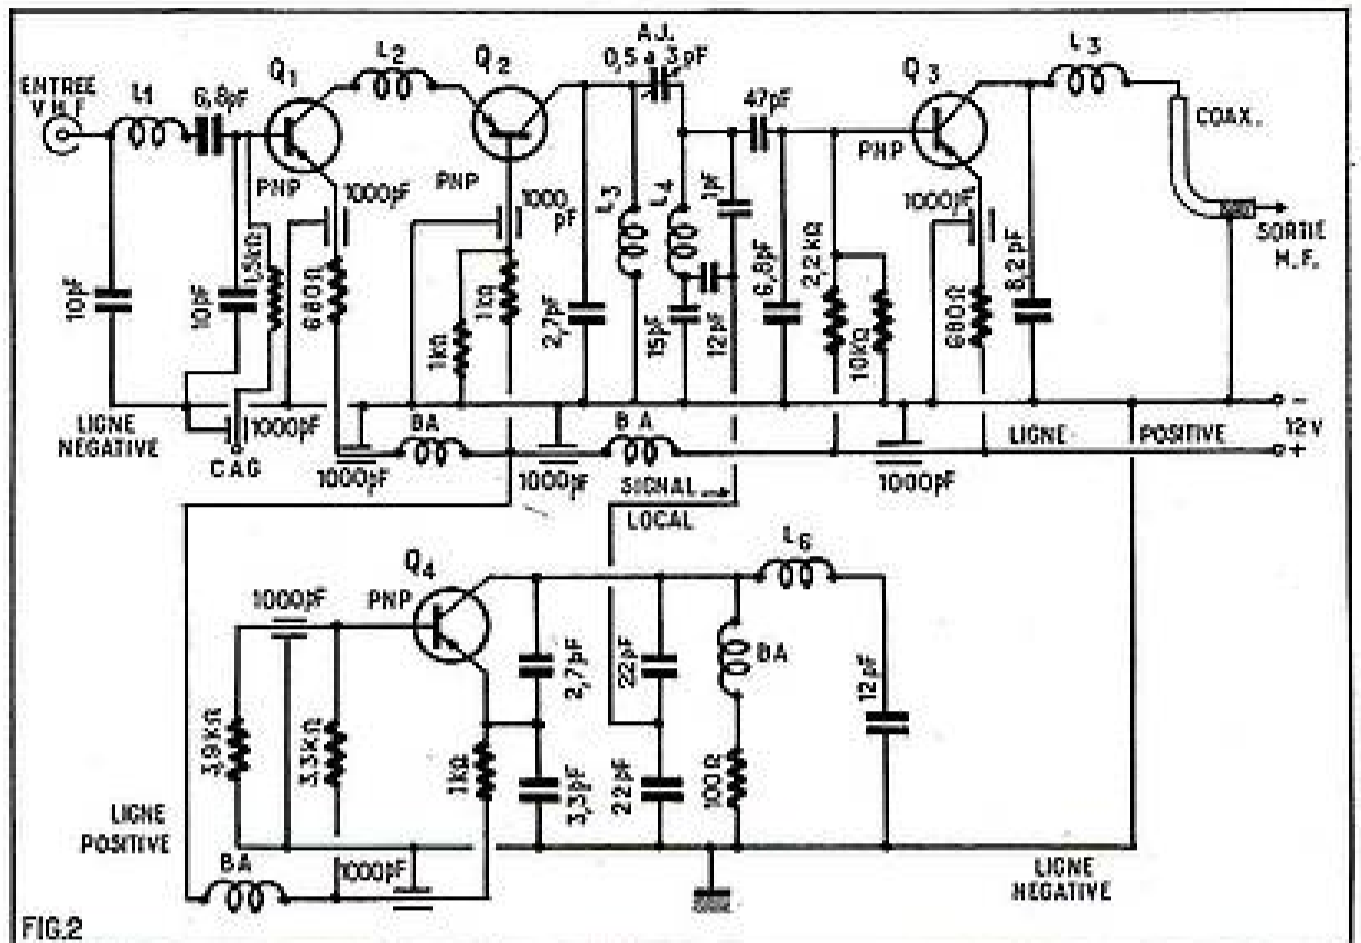 A.J.
0,5 a 3pF
ENTREE
V.H.F
L1
6,8pF
Q1
L2
Q2
47pF
Q3
L3
COAX.
PNP
PNP
PNP
1000pF
1000
pF
L3
L4
1pF
1000pF
SORTIE
M.F.
10pF
10pF
1,5kΩ
680Ω
1kΩ
1kΩ
2,7pF
15pF
12pF
6,8pF
2,2kΩ
10kΩ
680Ω
8,2pF
LIGNE
NEGATIVE
1000pF
CAG
BA
BA
LIGNE
POSITIVE
-
12V
+
1000pF
1000pF
1000pF
SIGNAL
LOCAL
Q4
L6
1000pF
PNP
BA
2,7pF
22pF
12pF
3,9kΩ
3,3kΩ
1kΩ
3,3pF
22pF
100Ω
LIGNE
POSITIVE
BA
1000pF
LIGNE
NEGATIVE
FIG.2